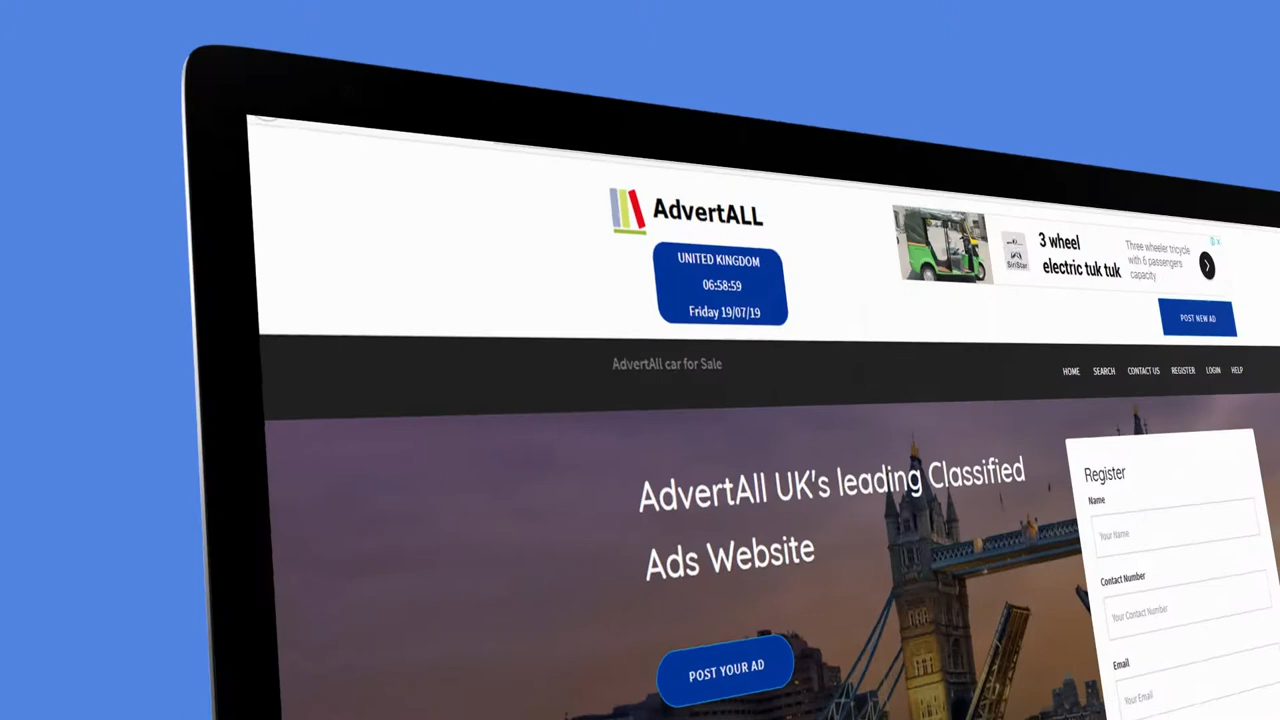 AdvertALL
UNITED KINGDOM
06:58:59
Friday 19/07/19
SiriStar
3 wheel
electric tuk tuk
Three wheeler tricycle
with 6 passengers
capacity
POST NEW AD
AdvertAll car for Sale
HOME SEARCH CONTACT US REGISTER LOGIN HELP
AdvertAll UK's leading Classified
Ads Website
POST YOUR AD
Register
Name
Your Name
Contact Number
Your Contact Number
Email
Your Email